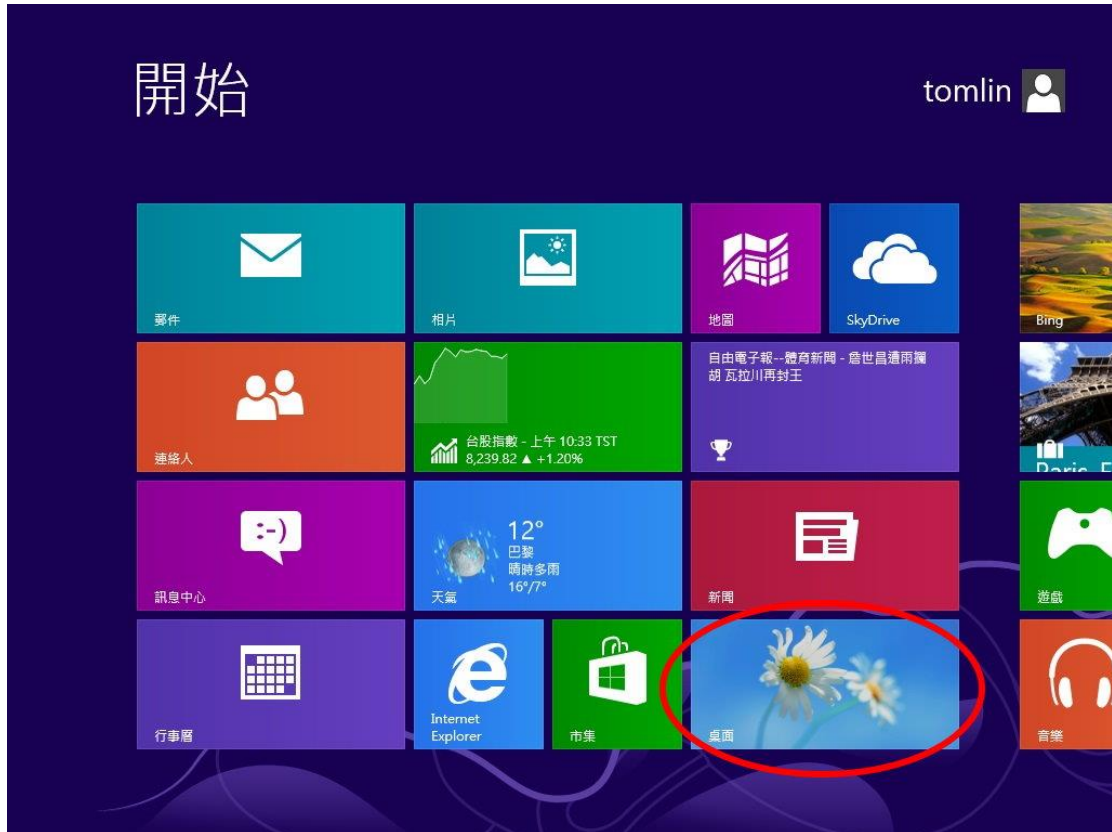 開始
tomlin
郵件
相片
地圖
SkyDrive
Bing
連絡人
台股指數 - 上午 10:33 TST
8,239.82 ▲ +1.20%
自由電子報--體育新聞 - 詹世昌遭雨攔
胡 瓦拉川再封王
訊息中心
:-)
12°
巴黎
晴時多雨
16°/7°
天氣
新聞
遊戲
行事曆
Internet
Explorer
市集
桌面
音樂